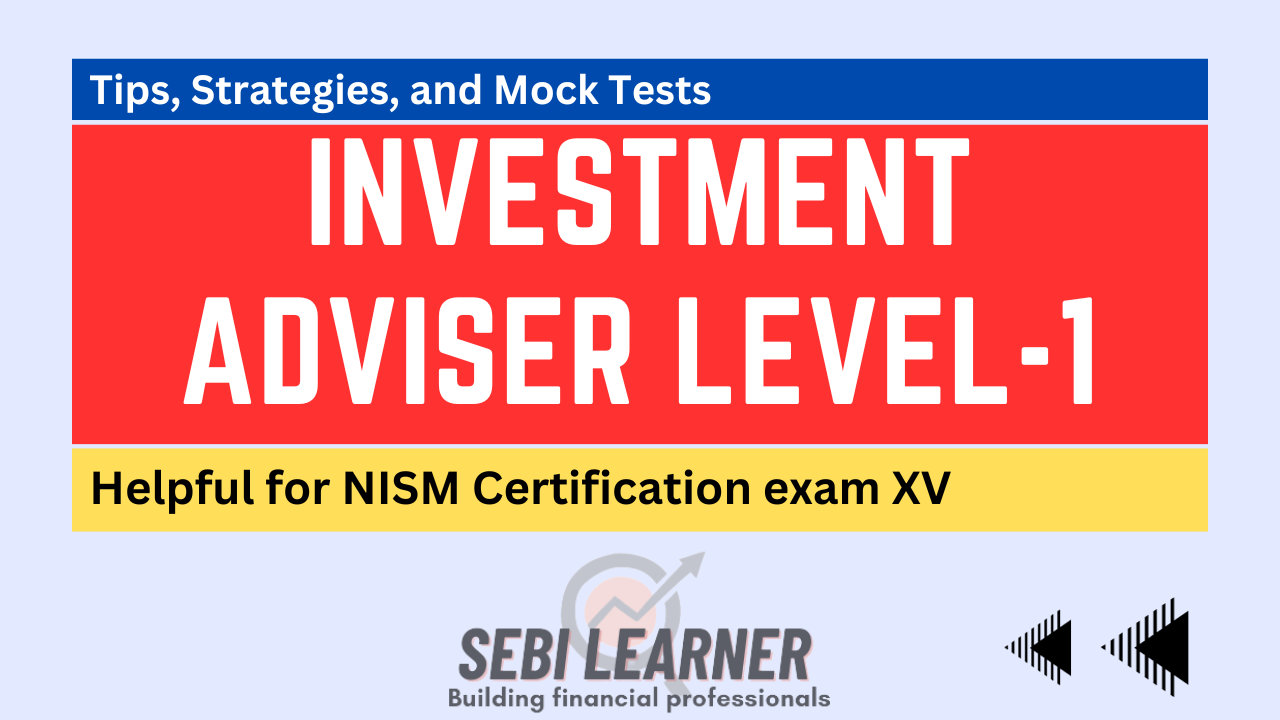 Tips, Strategies, and Mock Tests
INVESTMENT
ADVISER LEVEL-1
Helpful for NISM Certification exam XV
SEBI LEARNER
Building financial professionals